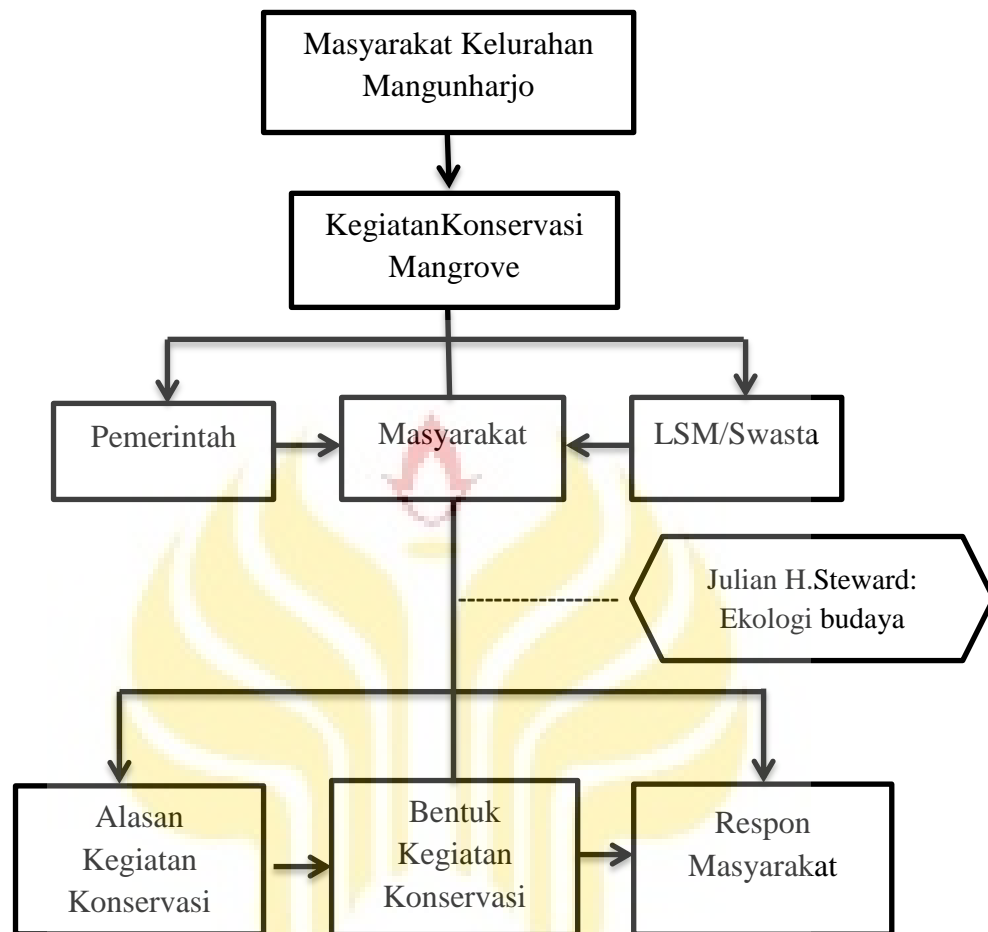 Masyarakat Kelurahan
Mangunharjo
KegiatanKonservasi
Mangrove
Pemerintah
Masyarakat
LSM/Swasta
Julian H.Steward:
Ekologi budaya
Alasan
Kegiatan
Konservasi
Bentuk
Kegiatan
Konservasi
Respon
Masyarakat